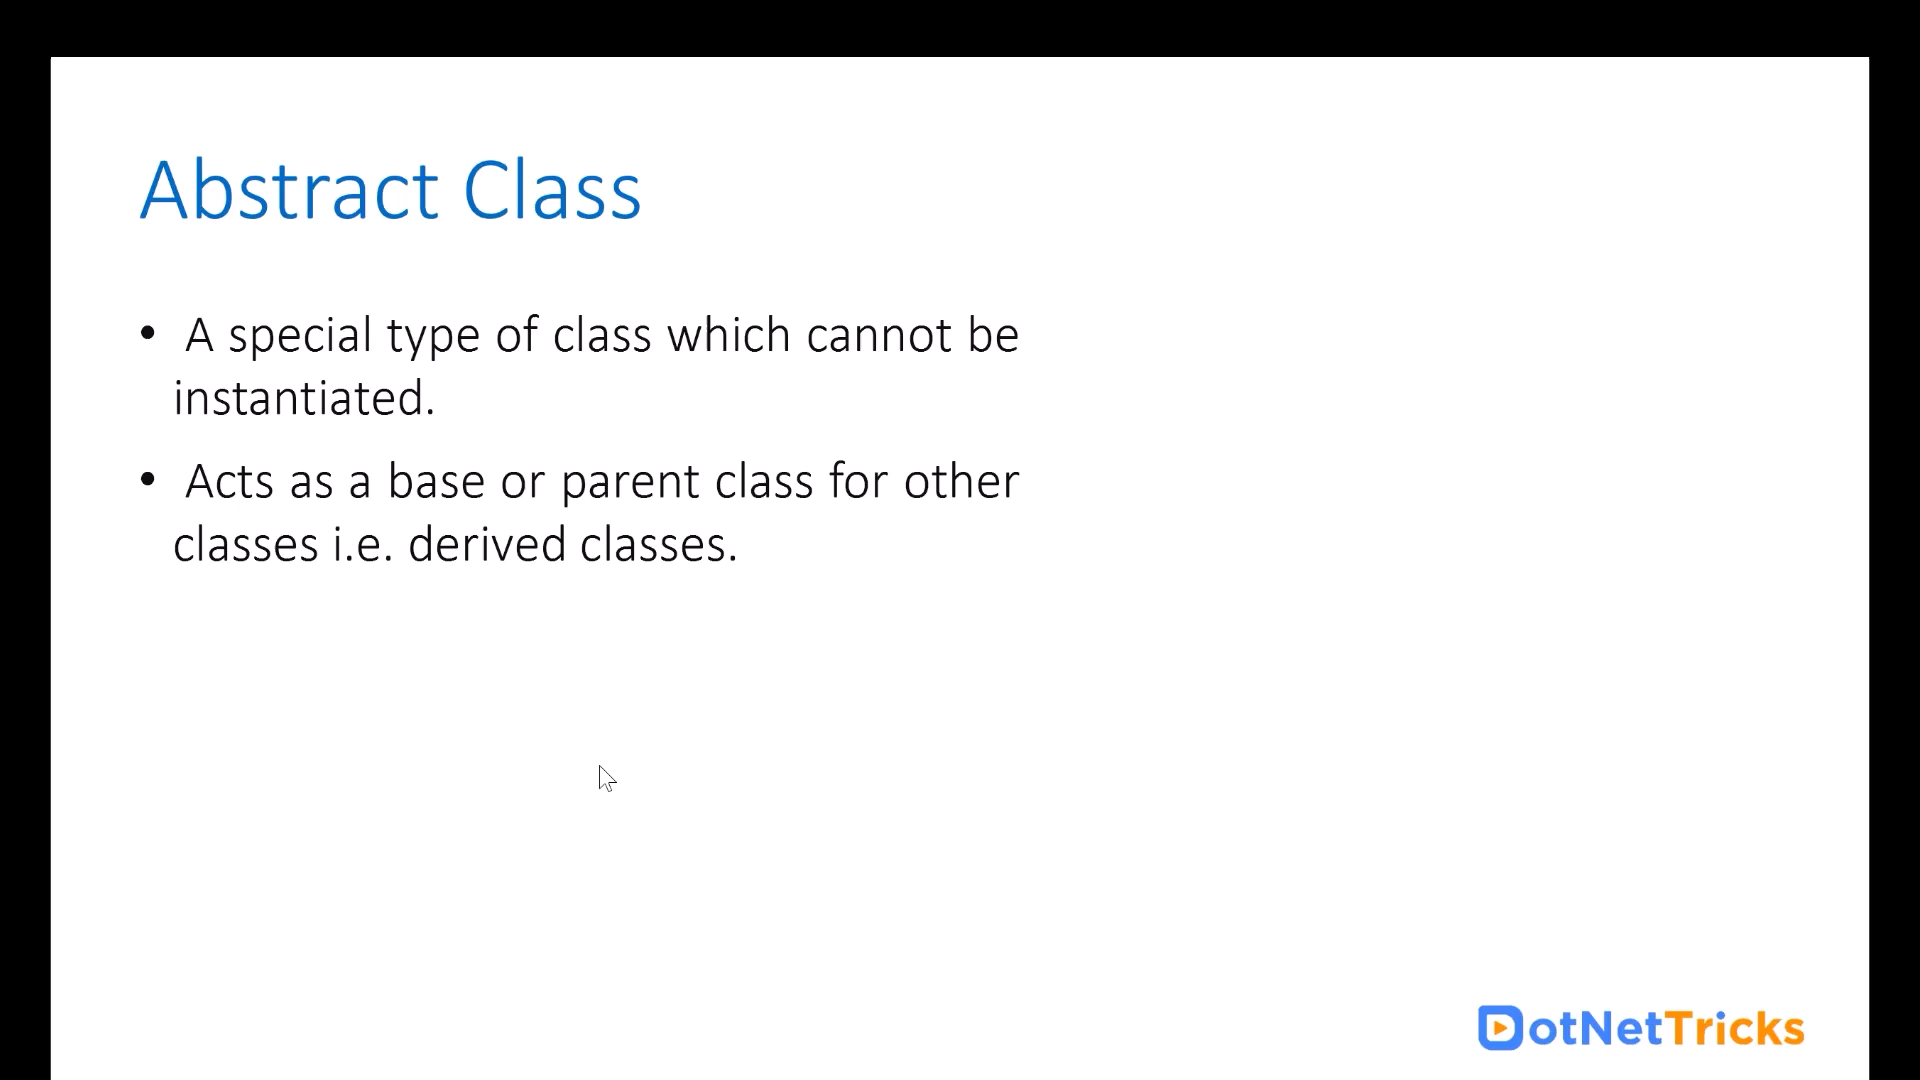 Abstract Class
• A special type of class which cannot be
instantiated.
• Acts as a base or parent class for other
classes i.e. derived classes.
DotNetTricks